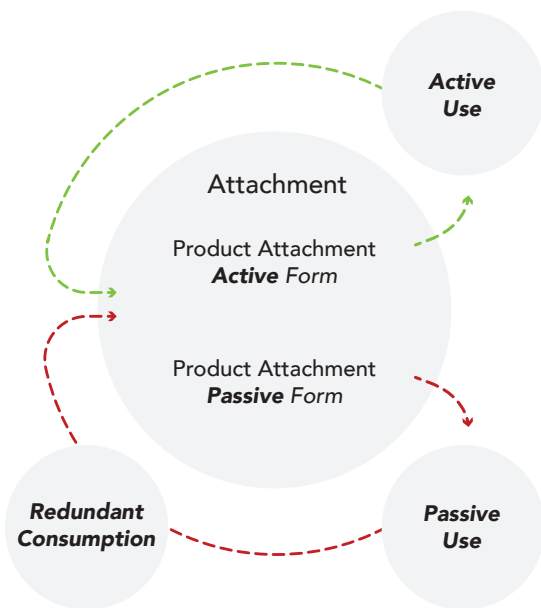 Active
Use
Attachment
Product Attachment
Active Form
Product Attachment
Passive Form
Redundant
Consumption
Passive
Use